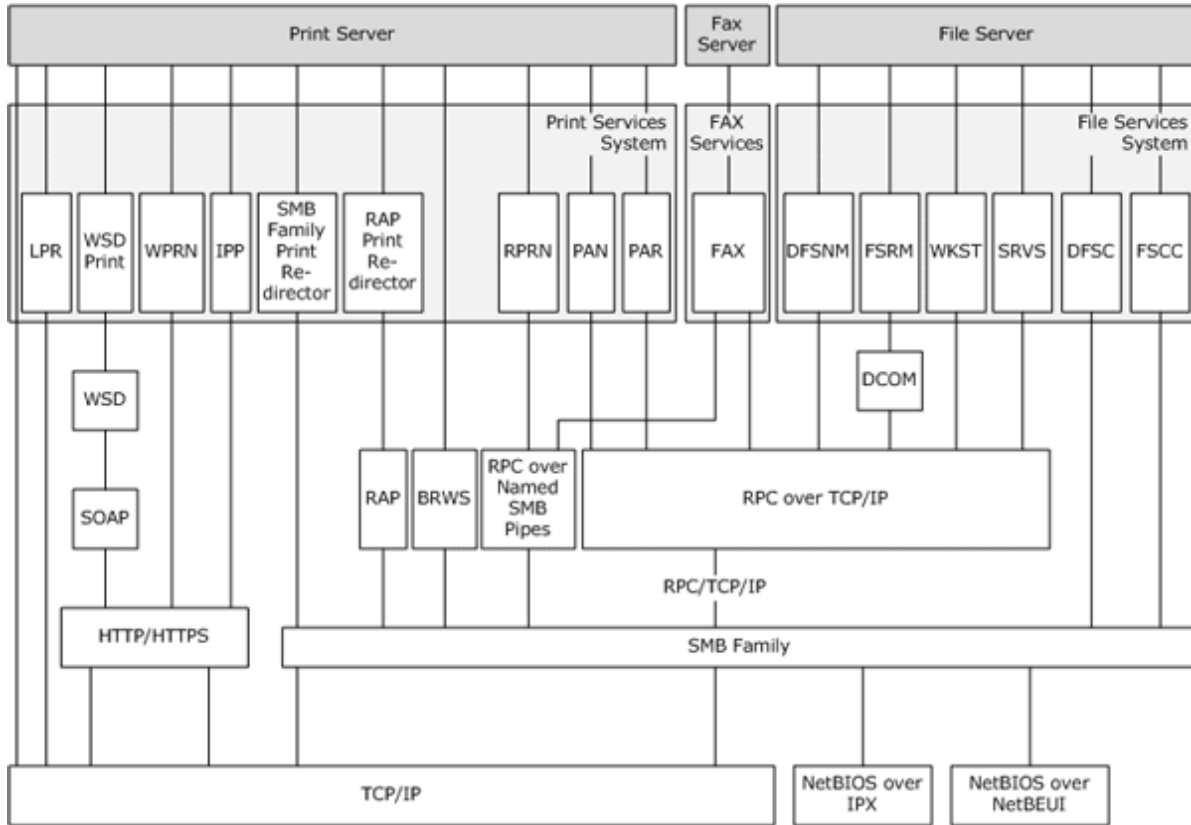 Print Server
Fax
Server
File Server
Print Services
System
FAX
Services
File Services
System
LPR
WSD
Print
WPRN
IPP
SMB
Family
Print
Re-
director
RAP
Print
Re-
director
RPRN
PAN
PAR
FAX
DFSNM
FSRM
WKST
SRVS
DFSC
FSCC
WSD
DCOM
SOAP
RAP
BRWS
RPC over
Named
SMB
Pipes
RPC over TCP/IP
RPC/TCP/IP
HTTP/HTTPS
SMB Family
TCP/IP
NetBIOS over
IPX
NetBIOS over
NetBEUI